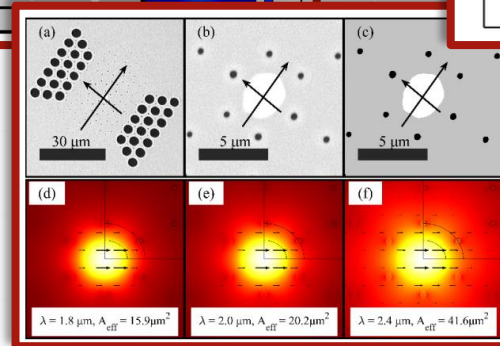 (a)
(b)
(c)
30 μm
5 μm
5 μm
(d)
(e)
(f)
λ = 1.8 μm, A_eff = 15.9μm²
λ = 2.0 μm, A_eff = 20.2μm²
λ = 2.4 μm, A_eff = 41.6μm²